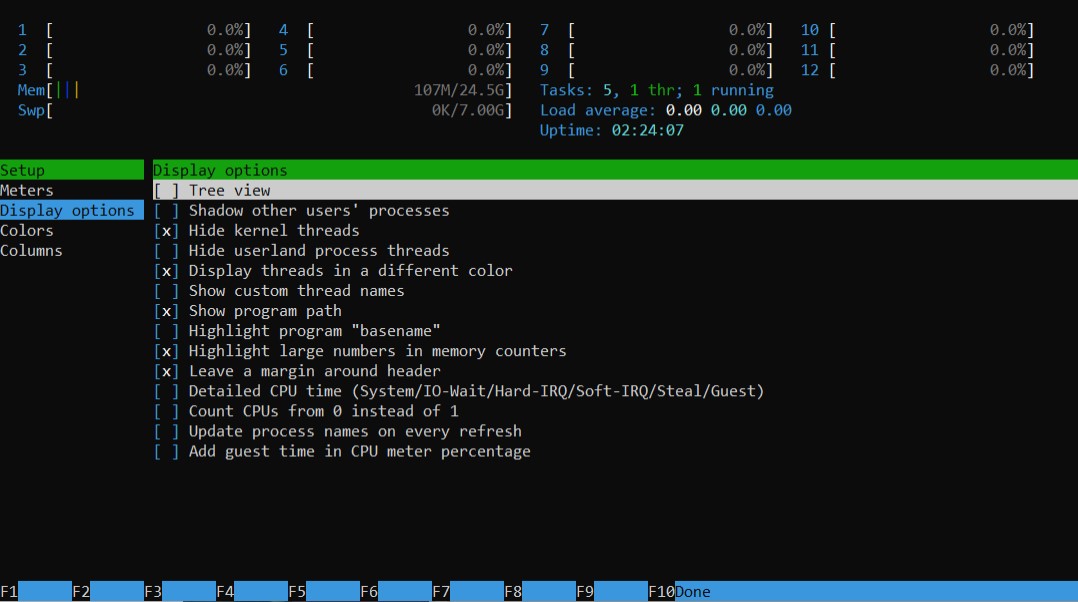 1 [ 0.0%] 4 [ 0.0%] 7 [ 0.0%] 10 [ 0.0%]
2 [ 0.0%] 5 [ 0.0%] 8 [ 0.0%] 11 [ 0.0%]
3 [ 0.0%] 6 [ 0.0%] 9 [ 0.0%] 12 [ 0.0%]
Mem[||| 107M/24.5G] Tasks: 5, 1 thr; 1 running
Swp[ 0K/7.00G] Load average: 0.00 0.00 0.00
Uptime: 02:24:07
Setup Display options
Meters [ ] Tree view
Display options [ ] Shadow other users' processes
Colors [x] Hide kernel threads
Columns [ ] Hide userland process threads
[x] Display threads in a different color
[ ] Show custom thread names
[x] Show program path
[ ] Highlight program "basename"
[x] Highlight large numbers in memory counters
[x] Leave a margin around header
[ ] Detailed CPU time (System/IO-Wait/Hard-IRQ/Soft-IRQ/Steal/Guest)
[ ] Count CPUs from 0 instead of 1
[ ] Update process names on every refresh
[ ] Add guest time in CPU meter percentage
F1 F2 F3 F4 F5 F6 F7 F8 F9 F10Done